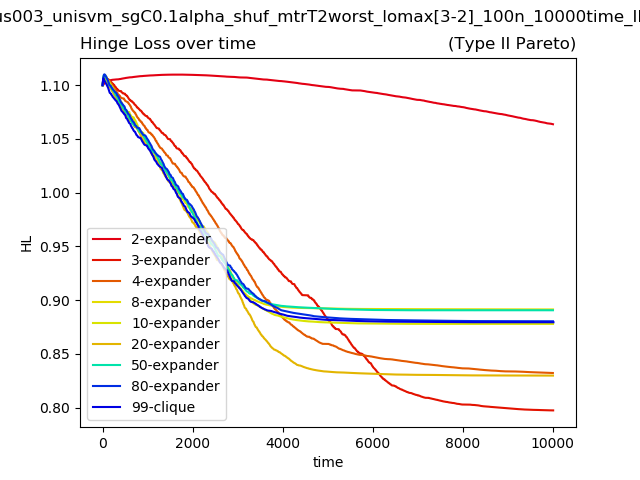 us003_unisvm_sgC0.1alpha_shuf_mtrT2worst_lomax[3-2]_100n_10000time_II
Hinge Loss over time (Type II Pareto)
1.10
1.05
1.00
0.95
0.90
0.85
0.80
HL
2-expander
3-expander
4-expander
8-expander
10-expander
20-expander
50-expander
80-expander
99-clique
0 2000 4000 6000 8000 10000
time